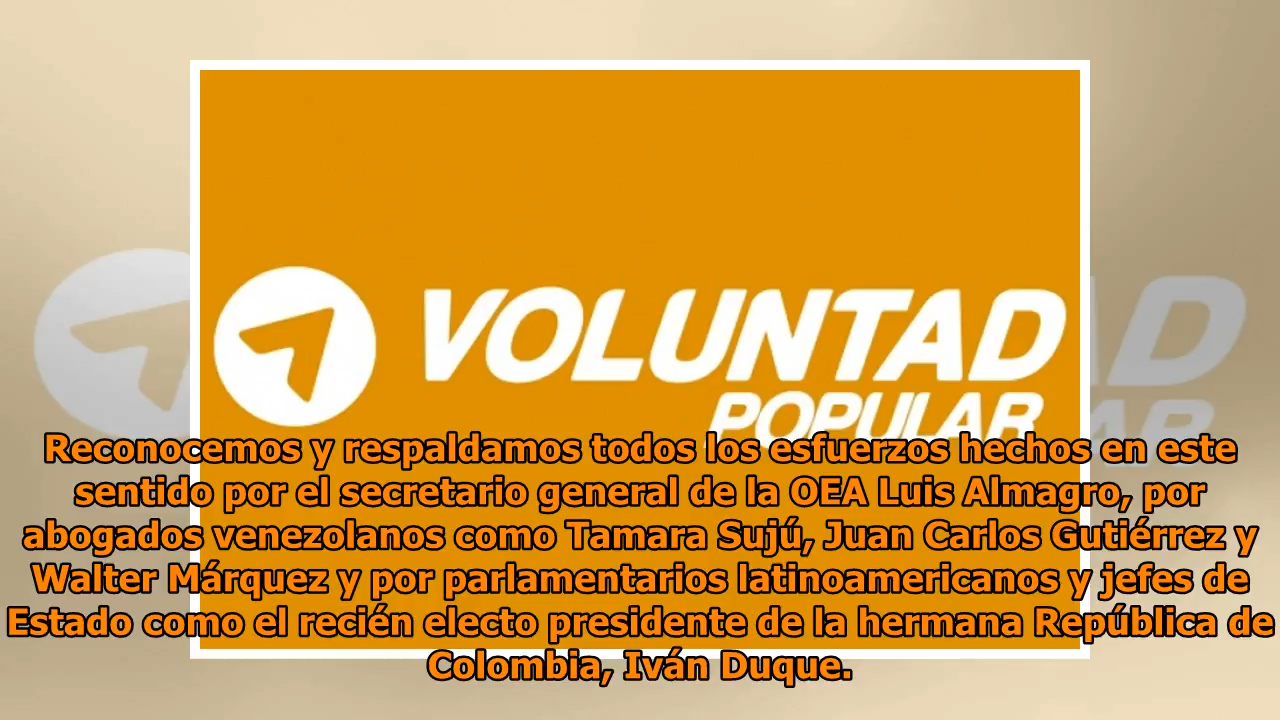 VOLUNTAD
POPULAR
Reconocemos y respaldamos todos los esfuerzos hechos en este
sentido por el secretario general de la OEA Luis Almagro, por
abogados venezolanos como Tamara Sujú, Juan Carlos Gutiérrez y
Walter Márquez y por parlamentarios latinoamericanos y jefes de
Estado como el recién electo presidente de la hermana República de
Colombia, Iván Duque.